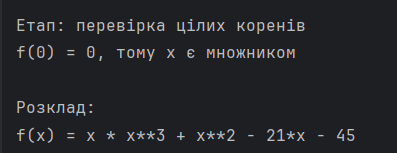 Етап: перевірка цілих коренів
f(0) = 0, тому x є множником
Розклад:
f(x) = x * x**3 + x**2 - 21*x - 45